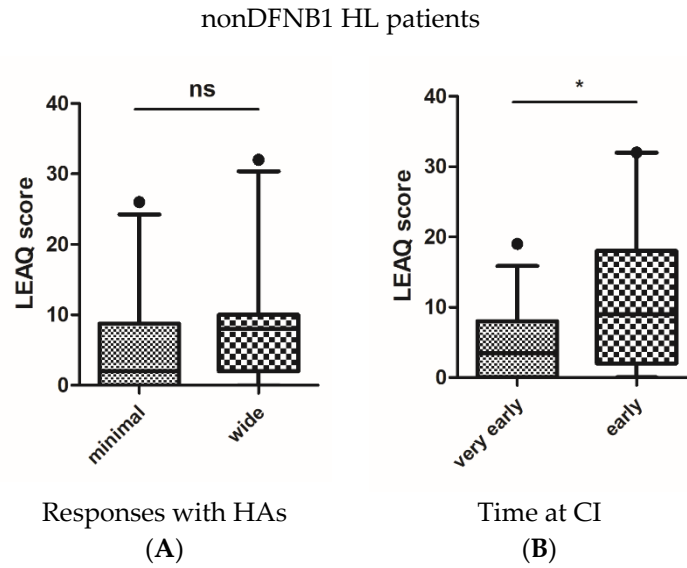 nonDFNB1 HL patients
ns
40
30
20
10
0
LEAQ score
minimal
wide
Responses with HAs
(A)
*
40
30
20
10
0
LEAQ score
very early
early
Time at CI
(B)